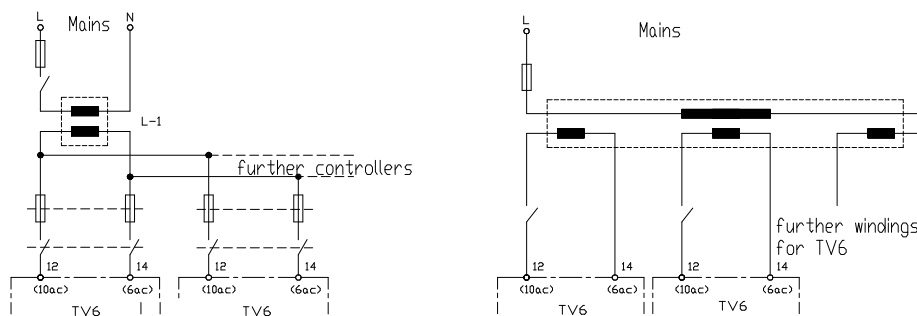 L Mains N
L-1
further controllers
12 14 12 14
(10ac) (6ac) (10ac) (6ac)
TV6 TV6
L Mains
further windings
for TV6
12 14 12 14
(10ac) (6ac) (10ac) (6ac)
TV6 TV6